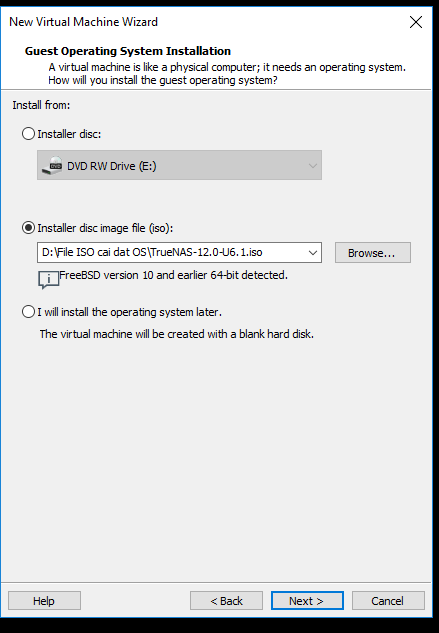 New Virtual Machine Wizard
Guest Operating System Installation
A virtual machine is like a physical computer; it needs an operating system.
How will you install the guest operating system?
Install from:
Installer disc:
DVD RW Drive (E:)
Installer disc image file (iso):
D:\File ISO cai dat OS\TrueNAS-12.0-U6.1.iso
Browse...
FreeBSD version 10 and earlier 64-bit detected.
I will install the operating system later.
The virtual machine will be created with a blank hard disk.
Help
< Back
Next >
Cancel